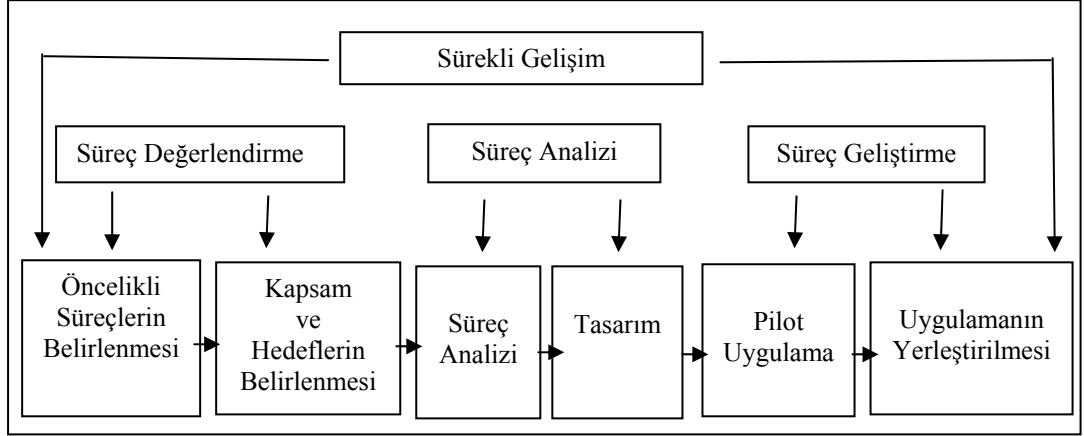 Sürekli Gelişim
Süreç Değerlendirme
Süreç Analizi
Süreç Geliştirme
Öncelikli
Süreçlerin
Belirlenmesi
Kapsam
ve
Hedeflerin
Belirlenmesi
Süreç
Analizi
Tasarım
Pilot
Uygulama
Uygulamanın
Yerleştirilmesi